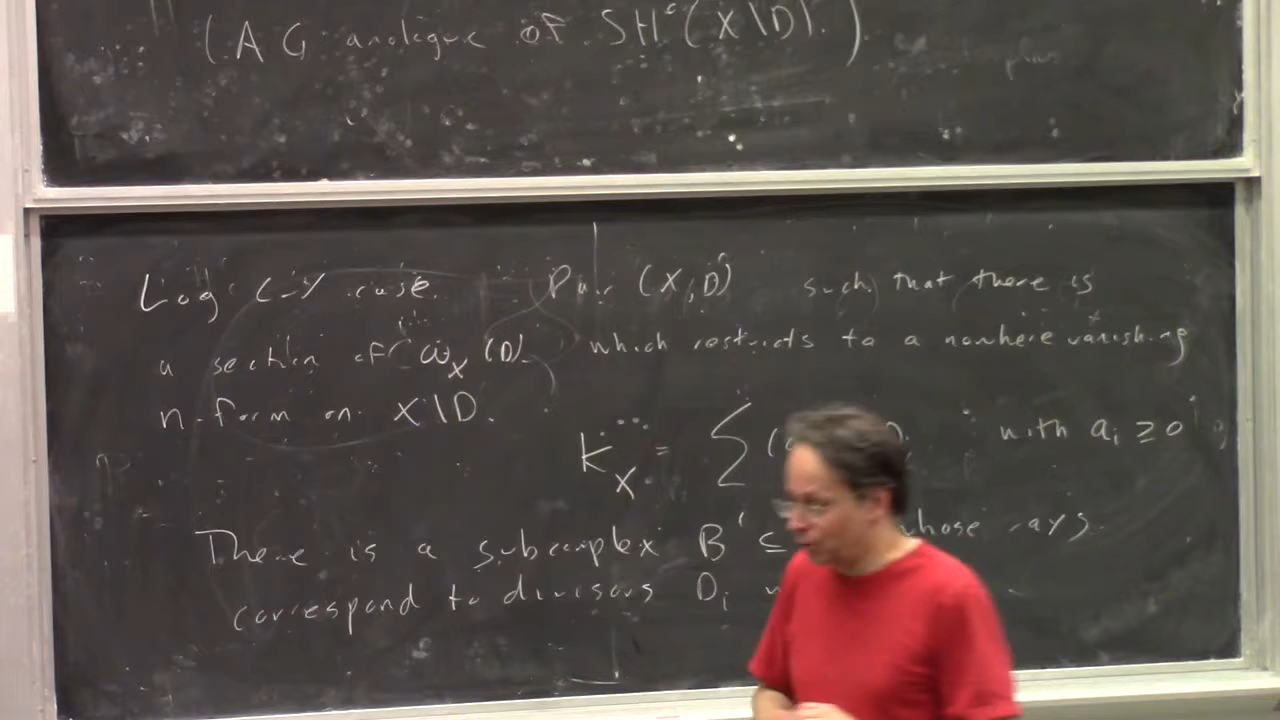 (AG analogue of SH°(X\D).)
Log C-Y case. Pair (X,D) such that there is
a section of ω_X(D) which restricts to a nowhere vanishing
n-form on X\D.
K_X = Σ ( with a_i ≥ 0
There is a subcomplex B' ⊆ whose rays
correspond to divisors D_i